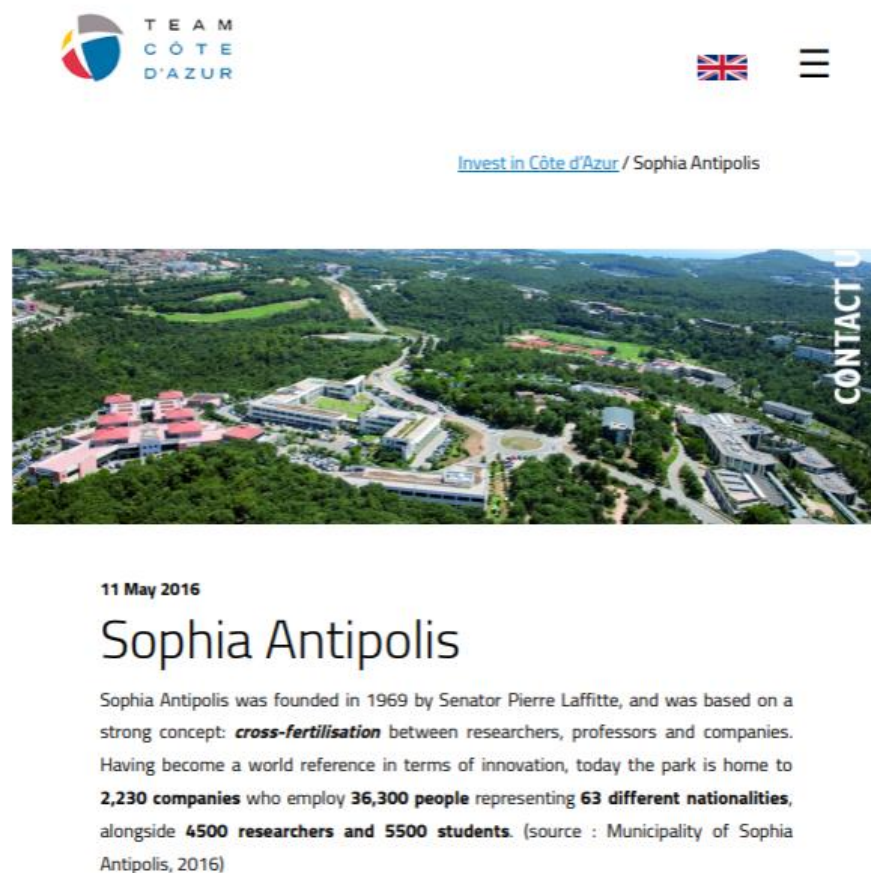 TEAM
CÔTE
D'AZUR
Invest in Côte d'Azur / Sophia Antipolis
CONTACT U
11 May 2016
Sophia Antipolis
Sophia Antipolis was founded in 1969 by Senator Pierre Laffitte, and was based on a
strong concept: cross-fertilisation between researchers, professors and companies.
Having become a world reference in terms of innovation, today the park is home to
2,230 companies who employ 36,300 people representing 63 different nationalities,
alongside 4500 researchers and 5500 students. (source : Municipality of Sophia
Antipolis, 2016)